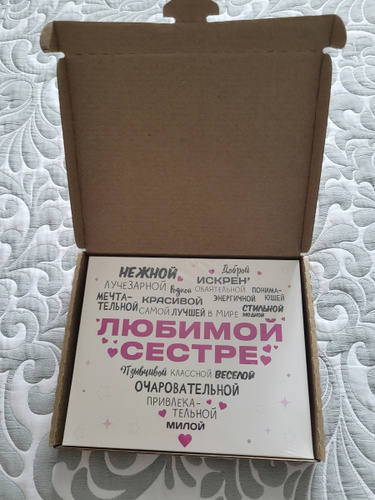 НЕЖНОЙ Доброй
ЛУЧЕЗАРНОЙ Родной ИСКРЕН'
ОБАЯТЕЛЬНОЙ ПОНИМА-
МЕЧТА- КРАСИВОЙ ЭНЕРГИЧНОЙ ЮЩЕЙ
ТЕЛЬНОЙ САМОЙ ЛУЧШЕЙ В МИРЕ СТИЛЬНОЙ
МОДНОЙ
ЛЮБИМОЙ
СЕСТРЕ
КЛАССНОЙ ВЕСЕЛОЙ
ОЧАРОВАТЕЛЬНОЙ
ПРИВЛЕКА-
ТЕЛЬНОЙ
МИЛОЙ